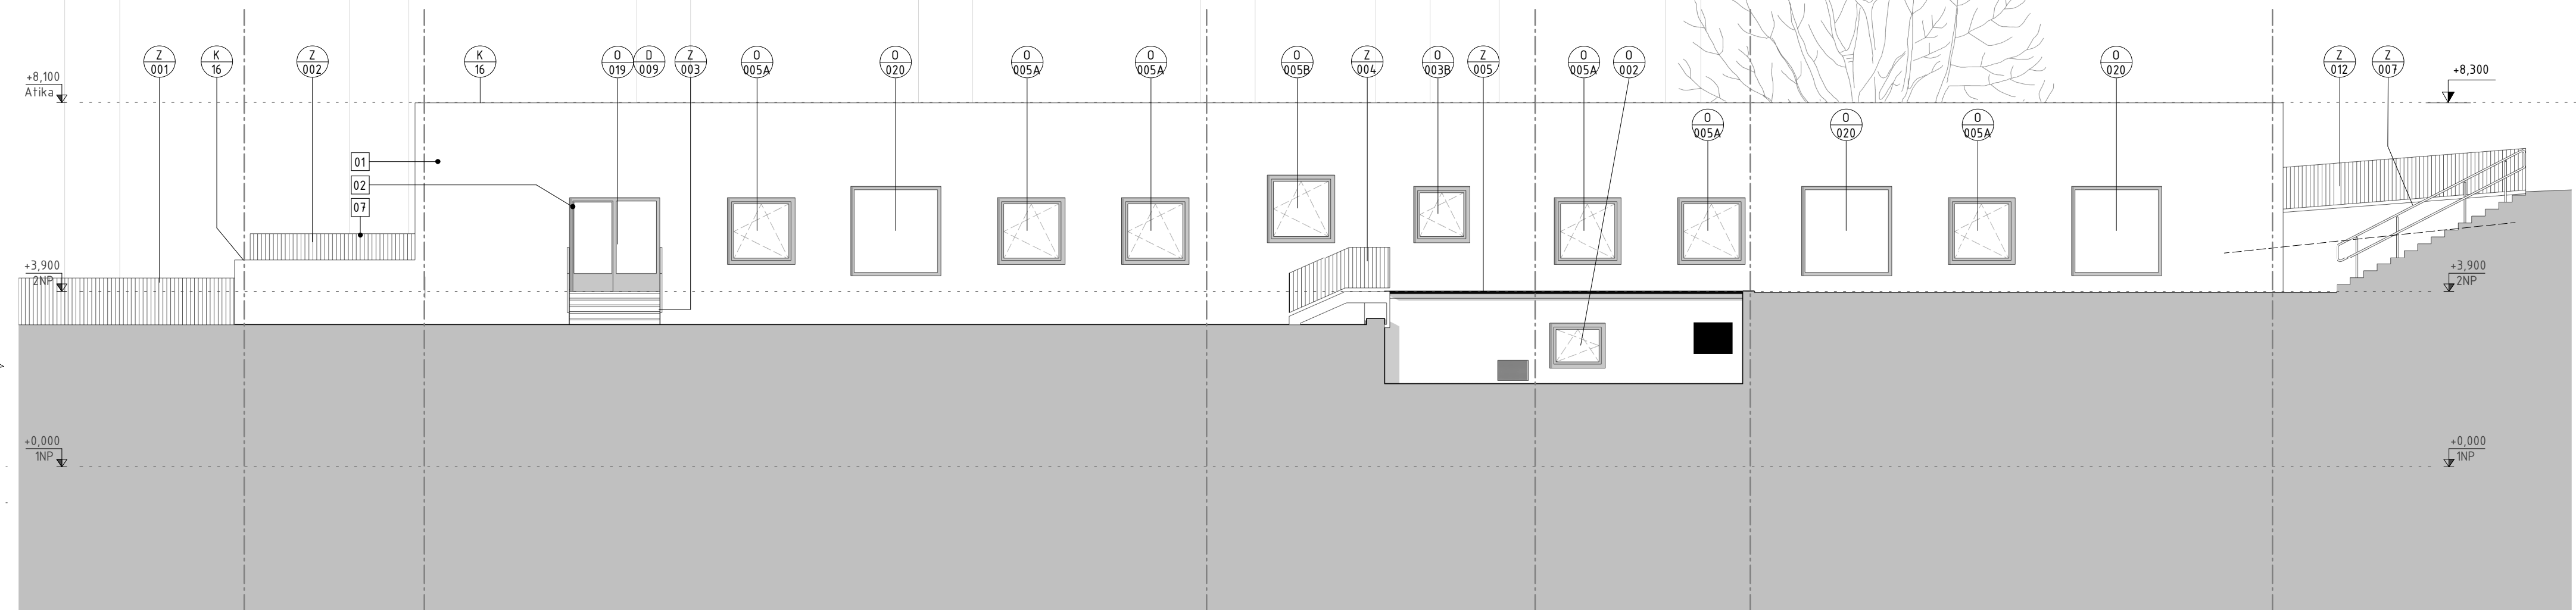 Z
001
K
16
Z
002
K
16
O
019
D
009
Z
003
O
005A
O
020
O
005A
O
005A
O
005B
Z
004
O
003B
Z
005
O
005A
O
002
O
020
Z
012
Z
007
+8,100
Atika
+8,300
O
005A
O
020
O
005A
01
02
07
+3,900
2NP
+3,900
2NP
+0,000
1NP
+0,000
1NP